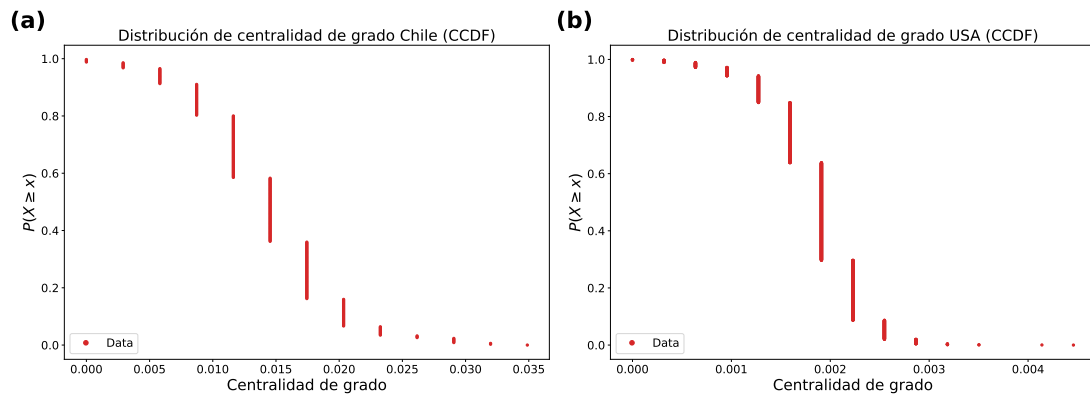 (a)
Distribución de centralidad de grado Chile (CCDF)
P(X ≥ x)
1.0
0.8
0.6
0.4
0.2
0.0
Data
0.000 0.005 0.010 0.015 0.020 0.025 0.030 0.035
Centralidad de grado
(b)
Distribución de centralidad de grado USA (CCDF)
P(X ≥ x)
1.0
0.8
0.6
0.4
0.2
0.0
Data
0.000 0.001 0.002 0.003 0.004
Centralidad de grado